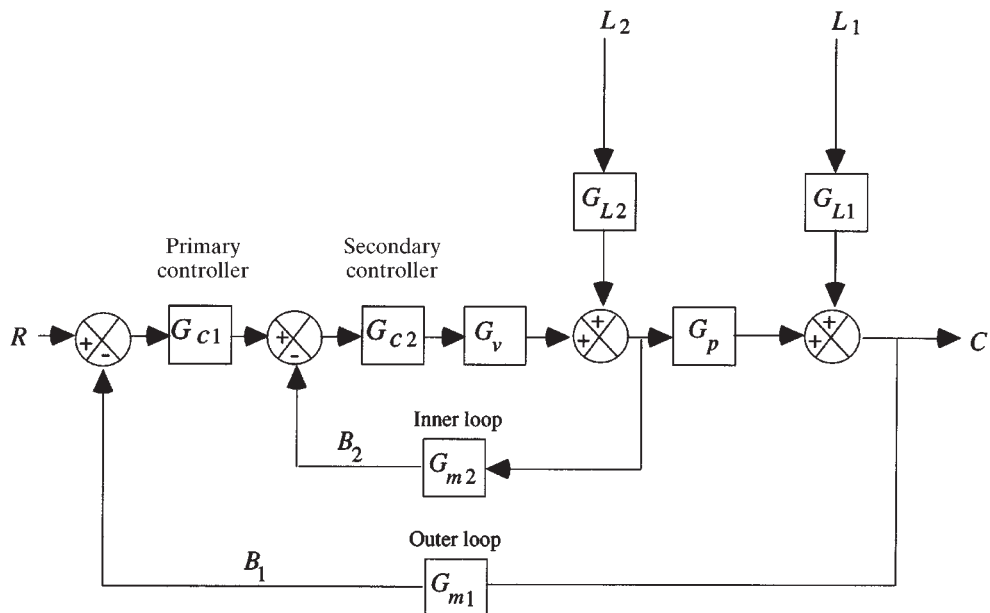 L2 L1
GL2 GL1
Primary controller
Secondary controller
R + - Gc1 + - Gc2 Gv + + Gp + + C
Inner loop
B2 Gm2
Outer loop
B1 Gm1